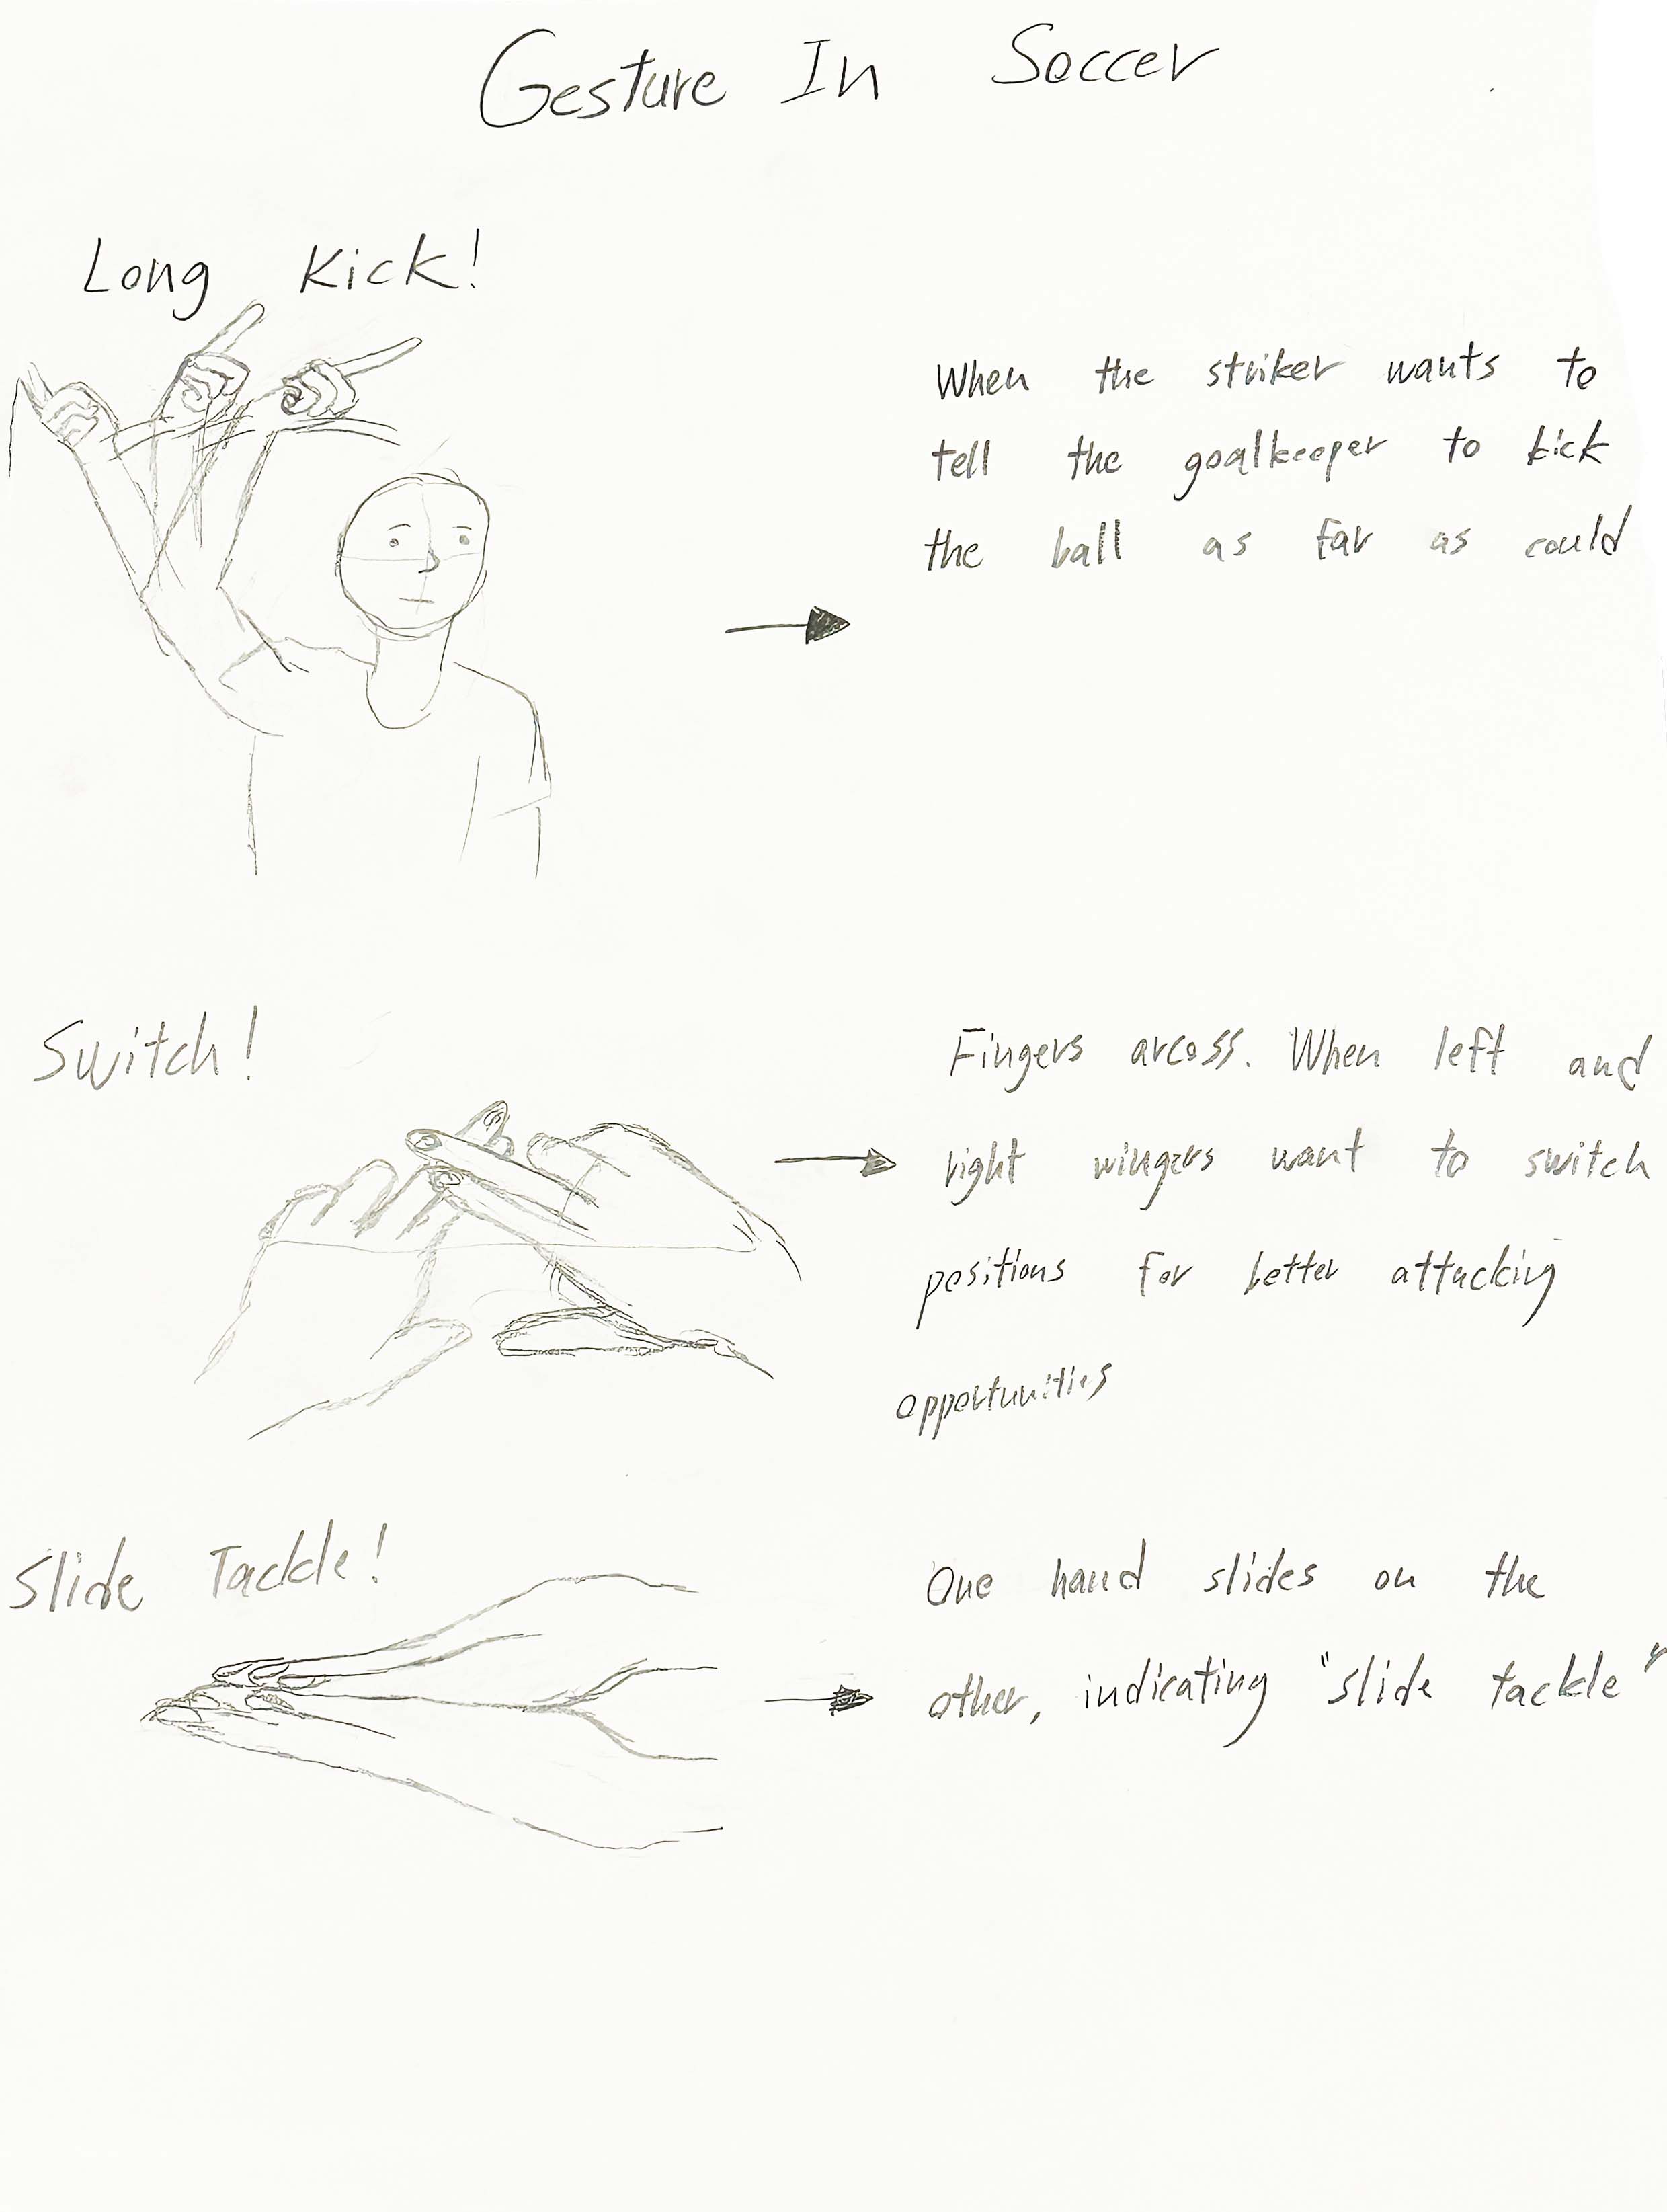 Gesture In Soccer
Long Kick!
When the striker wants to
tell the goalkeeper to kick
the ball as far as could
Switch!
Fingers arcoss. When left and
right wingers want to switch
positions for better attacking
opportunities
Slide Tackle!
One hand slides on the
other, indicating "slide tackle"